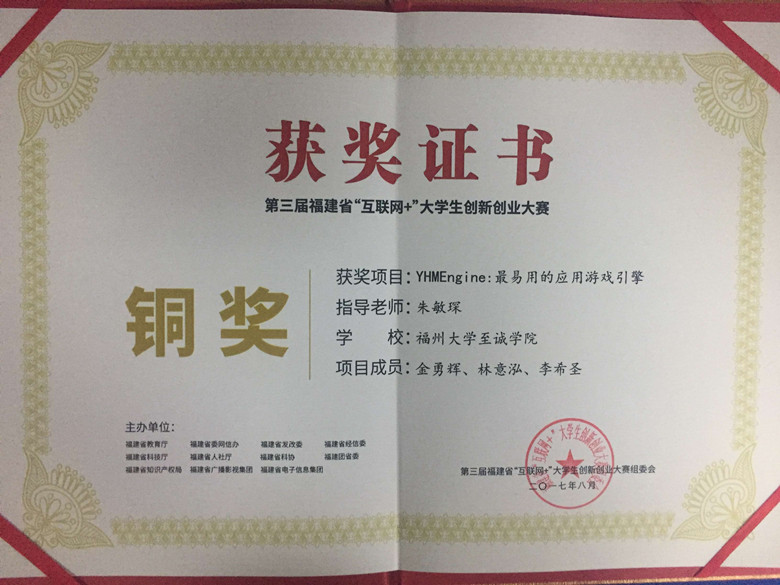 获奖证书
第三届福建省“互联网+”大学生创新创业大赛
铜奖
获奖项目：YHMEngine:最易用的应用游戏引擎
指导老师：朱敏琛
学 校：福州大学至诚学院
项目成员：金勇辉、林意泓、李希圣
主办单位：
福建省教育厅 福建省委网信办 福建省发改委 福建省经信委
福建省科技厅 福建省人社厅 福建省科协 福建团省委
福建省知识产权局 福建省广播影视集团 福建省电子信息集团
第三届福建省“互联网+”大学生创新创业大赛组委会
二〇一七年八月